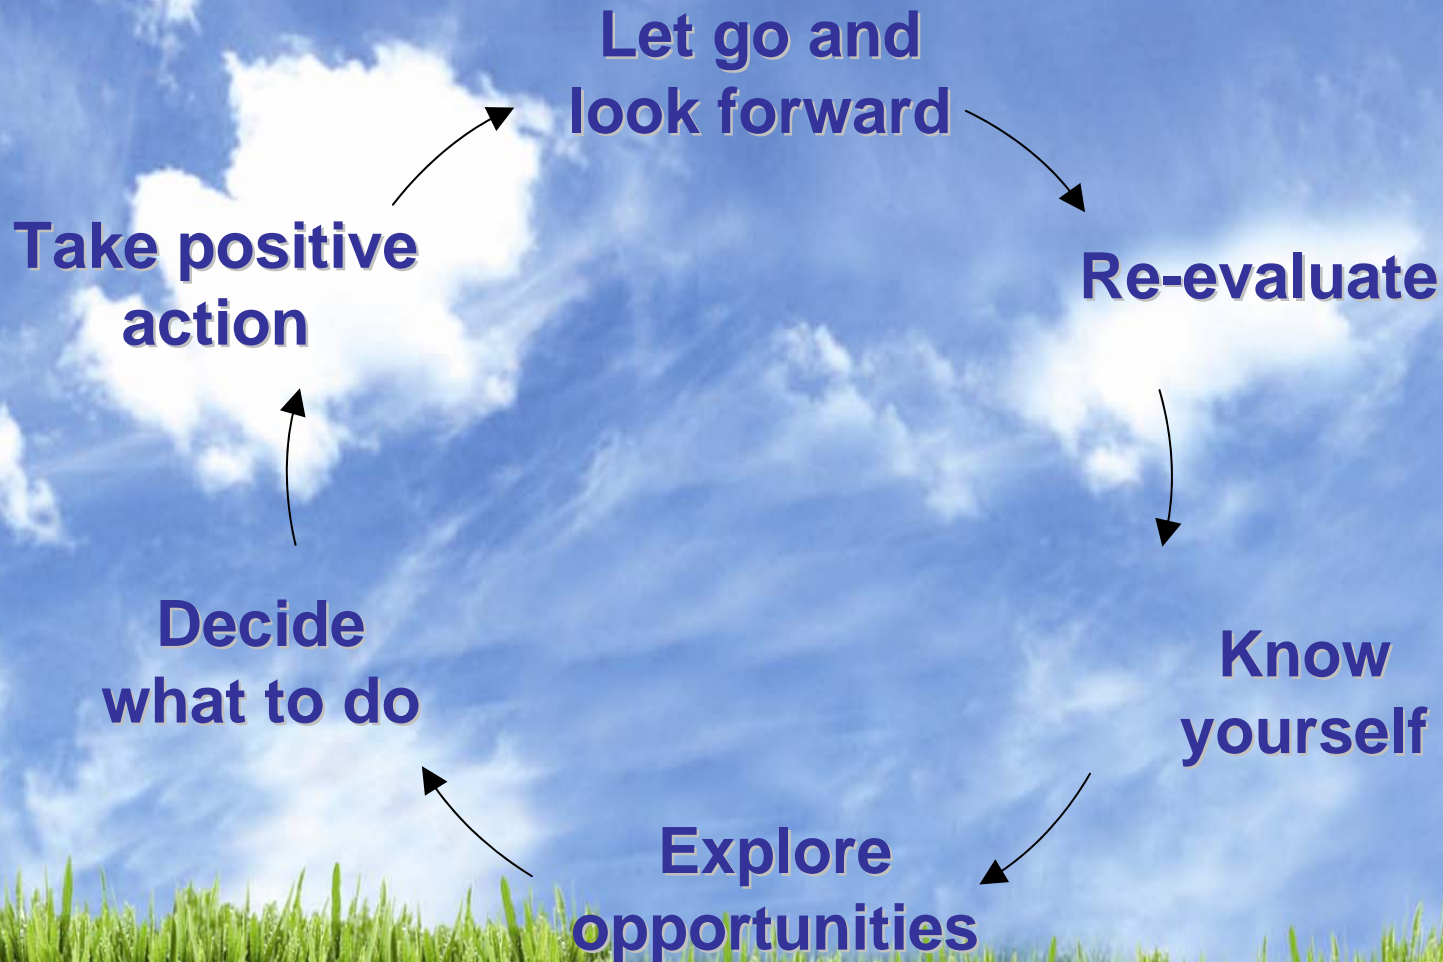 Let go and
look forward
Re-evaluate
Know
yourself
Explore
opportunities
Decide
what to do
Take positive
action